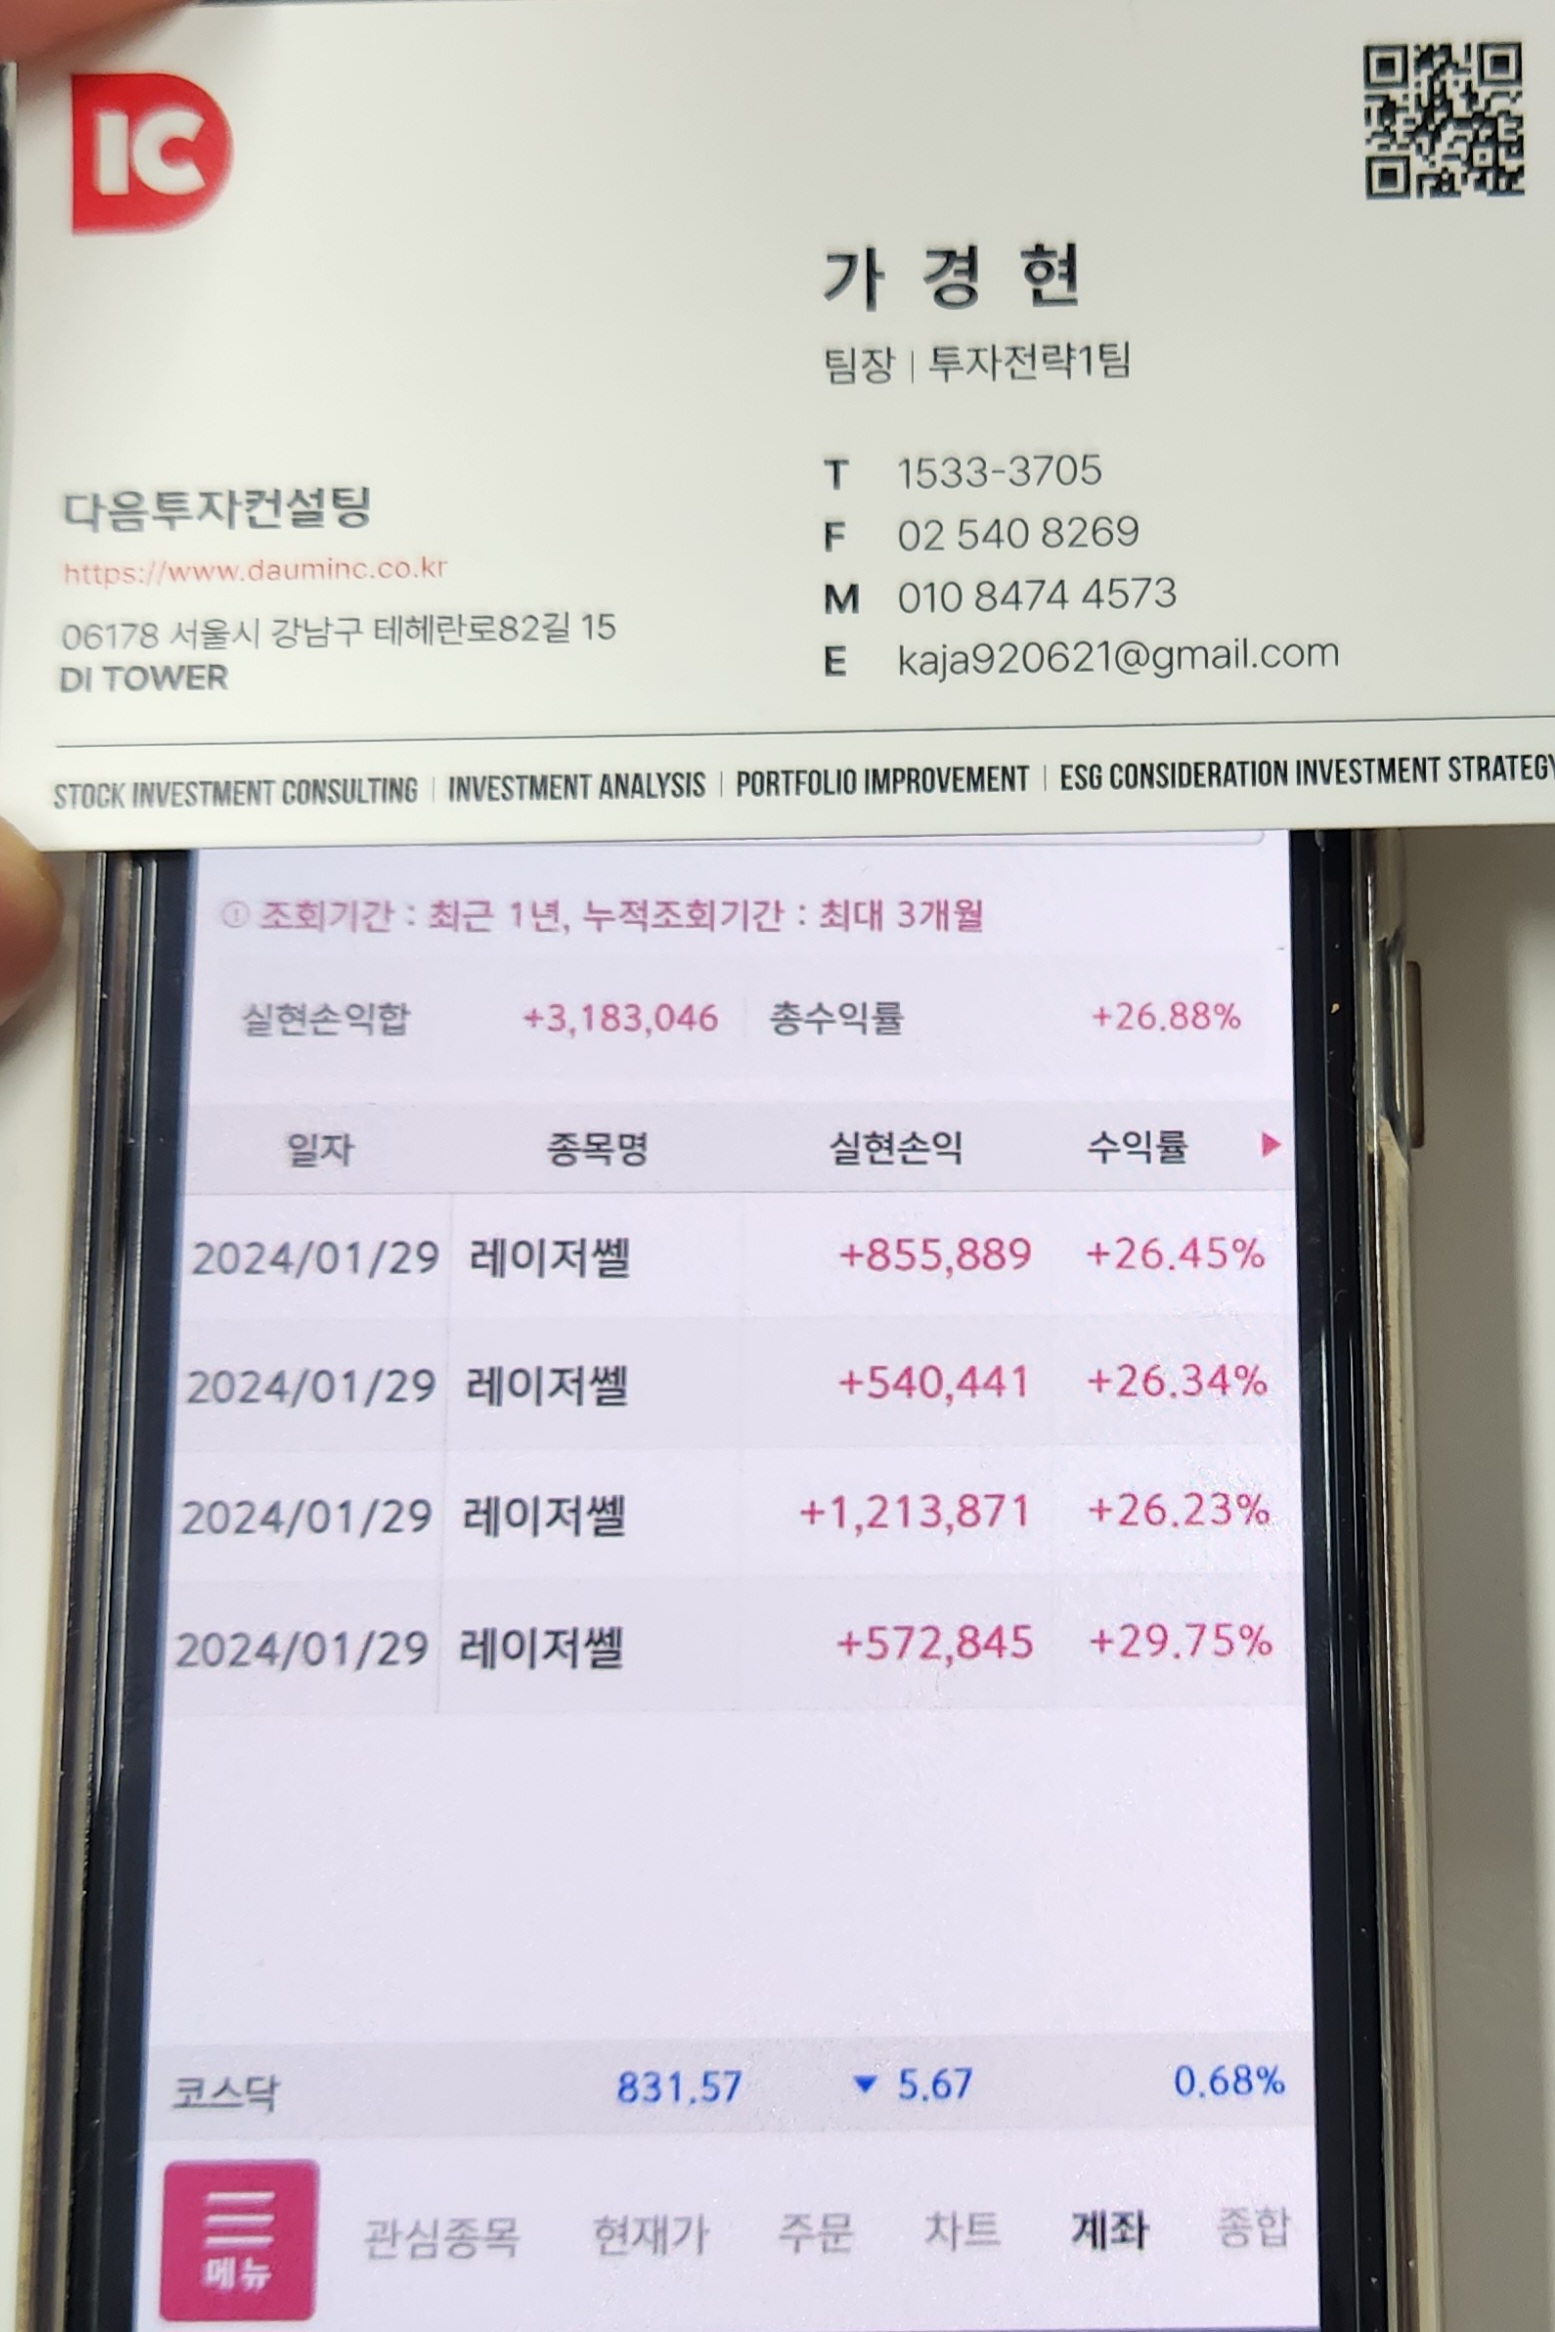 IC
가경현
팀장 | 투자전략1팀
T 1533-3705
F 02 540 8269
M 010 8474 4573
E kaja920621@gmail.com
다음투자컨설팅
https://www.dauminc.co.kr
06178 서울시 강남구 테헤란로82길 15
DI TOWER
STOCK INVESTMENT CONSULTING | INVESTMENT ANALYSIS | PORTFOLIO IMPROVEMENT | ESG CONSIDERATION INVESTMENT STRATEGY
조회기간 : 최근 1년, 누적조회기간 : 최대 3개월
실현손익합 +3,183,046 총수익률 +26.88%
일자 종목명 실현손익 수익률 ▶
2024/01/29 레이저쎌 +855,889 +26.45%
2024/01/29 레이저쎌 +540,441 +26.34%
2024/01/29 레이저쎌 +1,213,871 +26.23%
2024/01/29 레이저쎌 +572,845 +29.75%
코스닥 831.57 ▼ 5.67 0.68%
메뉴 관심종목 현재가 주문 차트 계좌 종합